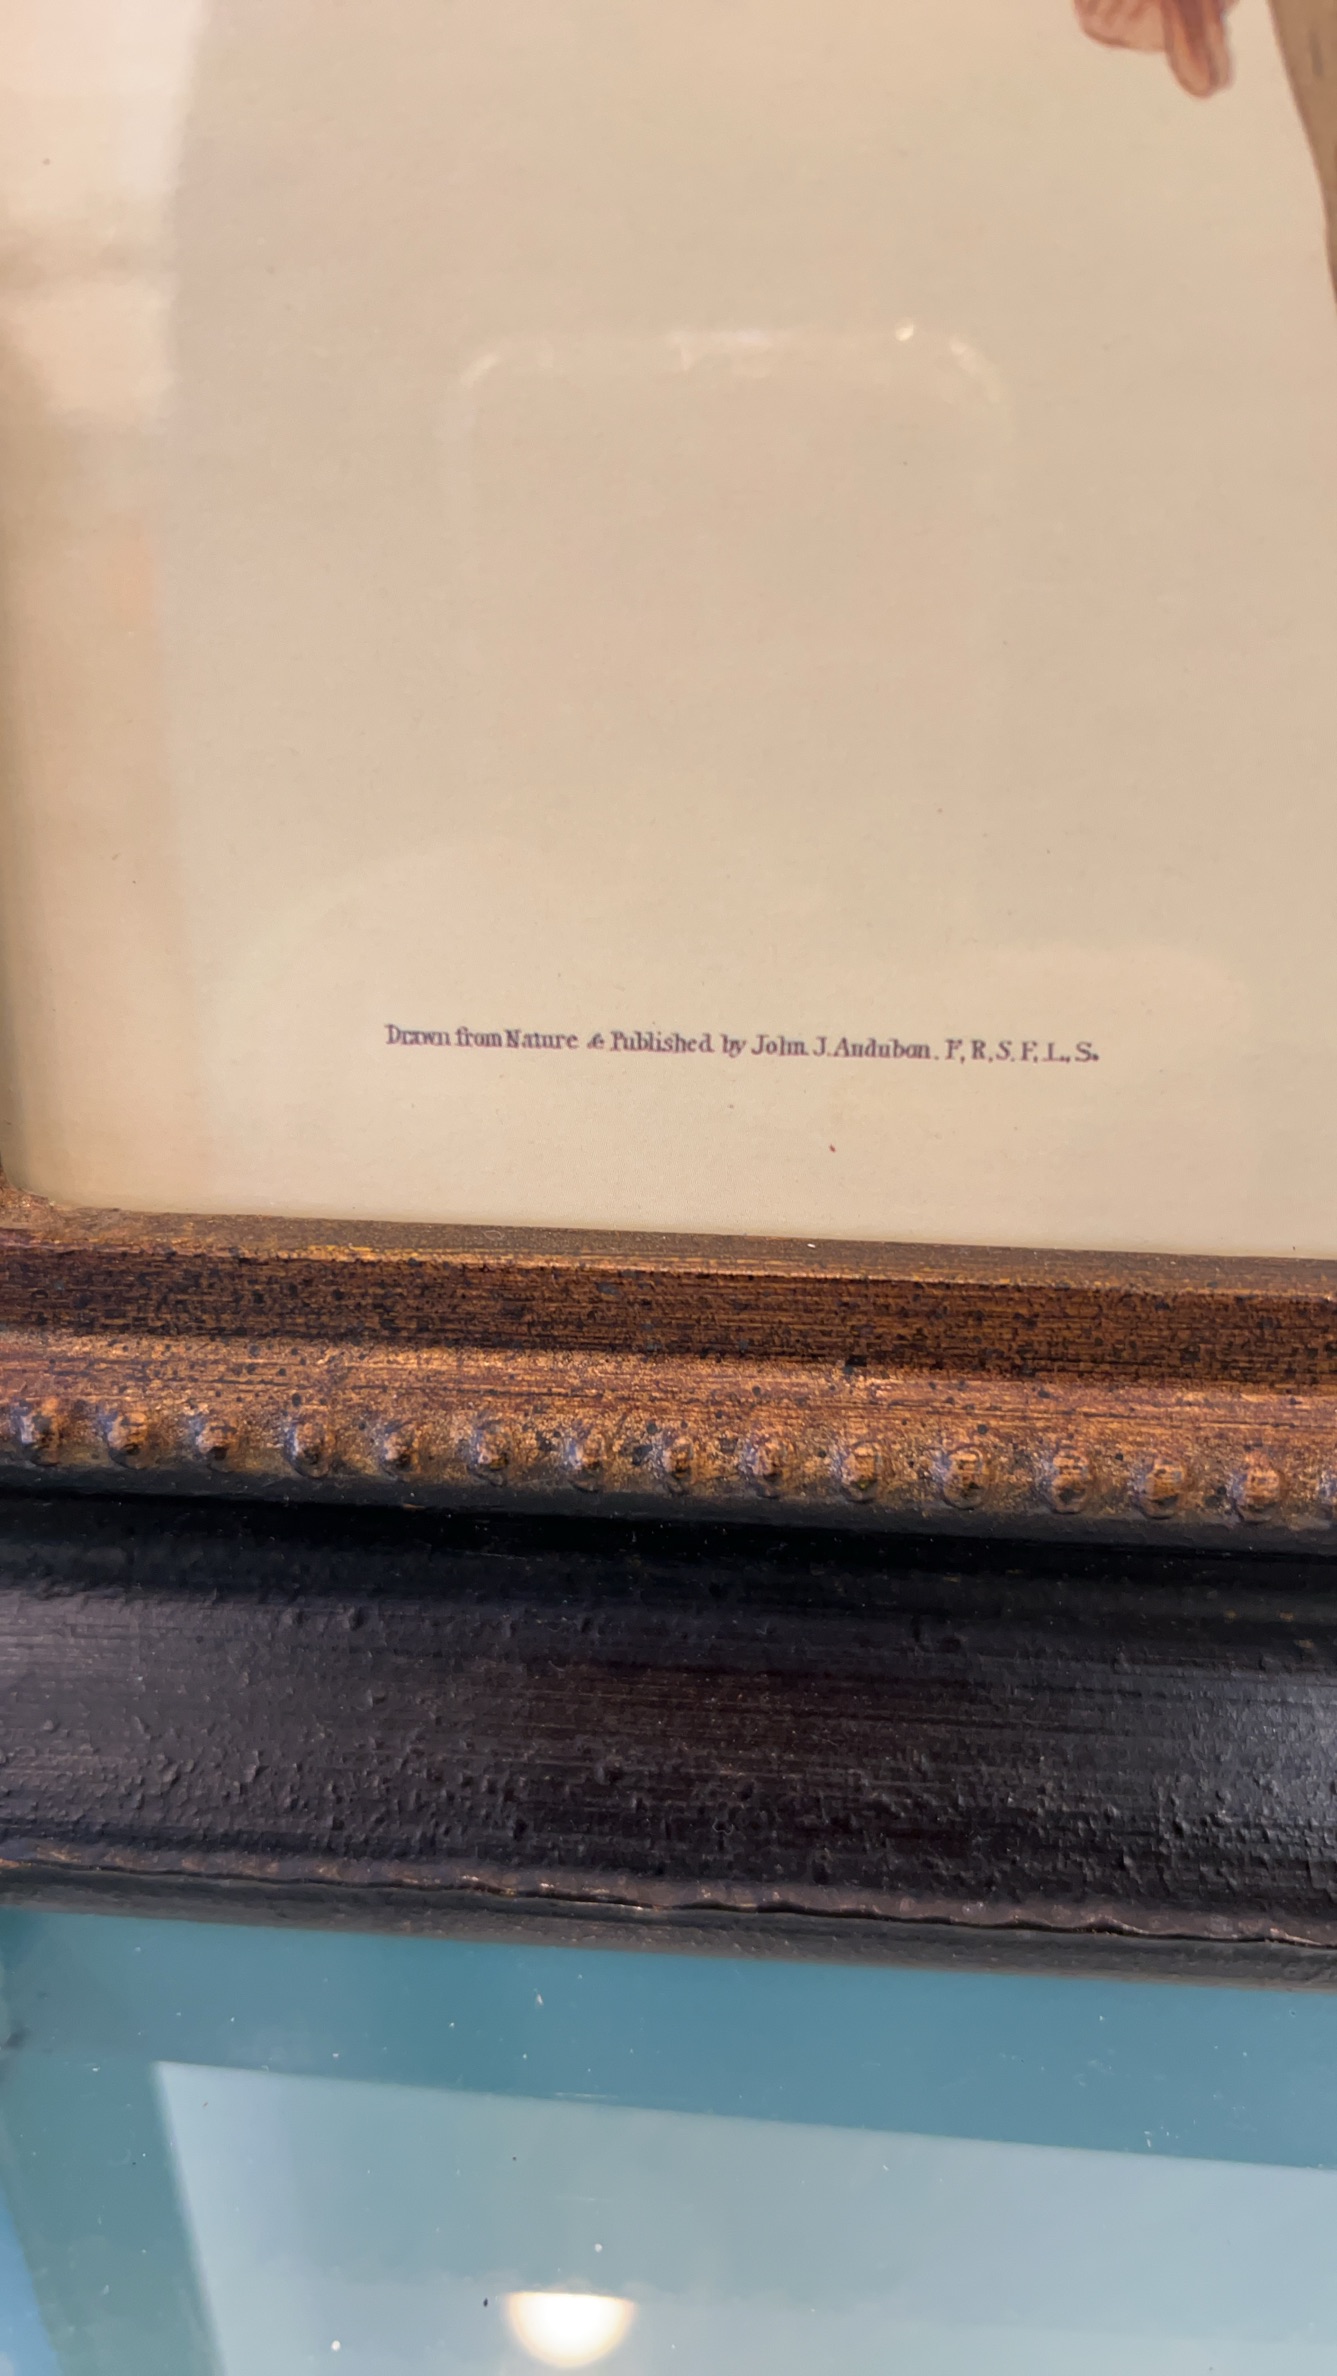 Drawn from Nature & Published by John J. Audubon. F, R, S, F, L, S.